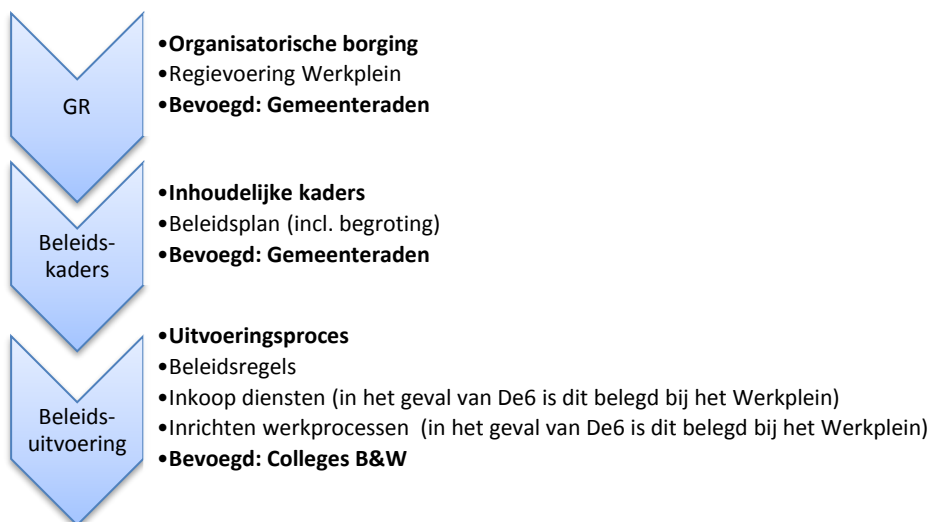 GR
•Organisatorische borging
•Regievoering Werkplein
•Bevoegd: Gemeenteraden
Beleids-
kaders
•Inhoudelijke kaders
•Beleidsplan (incl. begroting)
•Bevoegd: Gemeenteraden
Beleids-
uitvoering
•Uitvoeringsproces
•Beleidsregels
•Inkoop diensten (in het geval van De6 is dit belegd bij het Werkplein)
•Inrichten werkprocessen (in het geval van De6 is dit belegd bij het Werkplein)
•Bevoegd: Colleges B&W